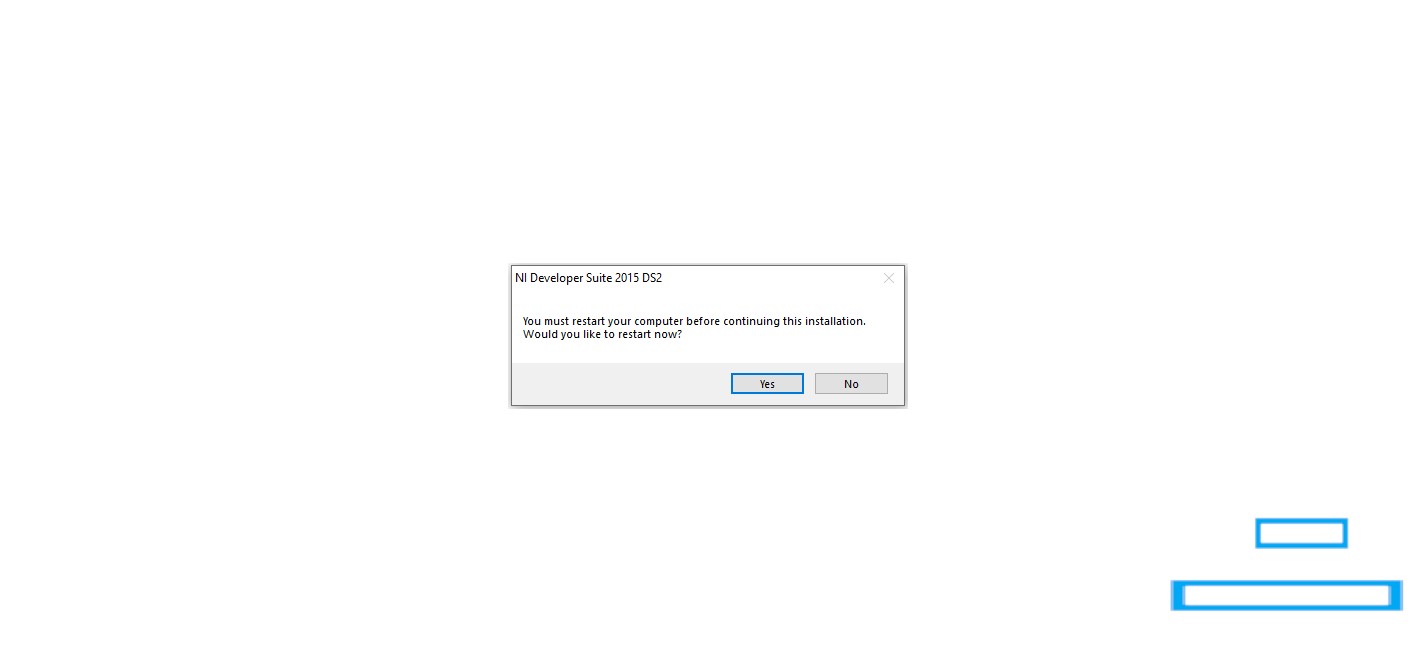 NI Developer Suite 2015 DS2
You must restart your computer before continuing this installation.
Would you like to restart now?
Yes No